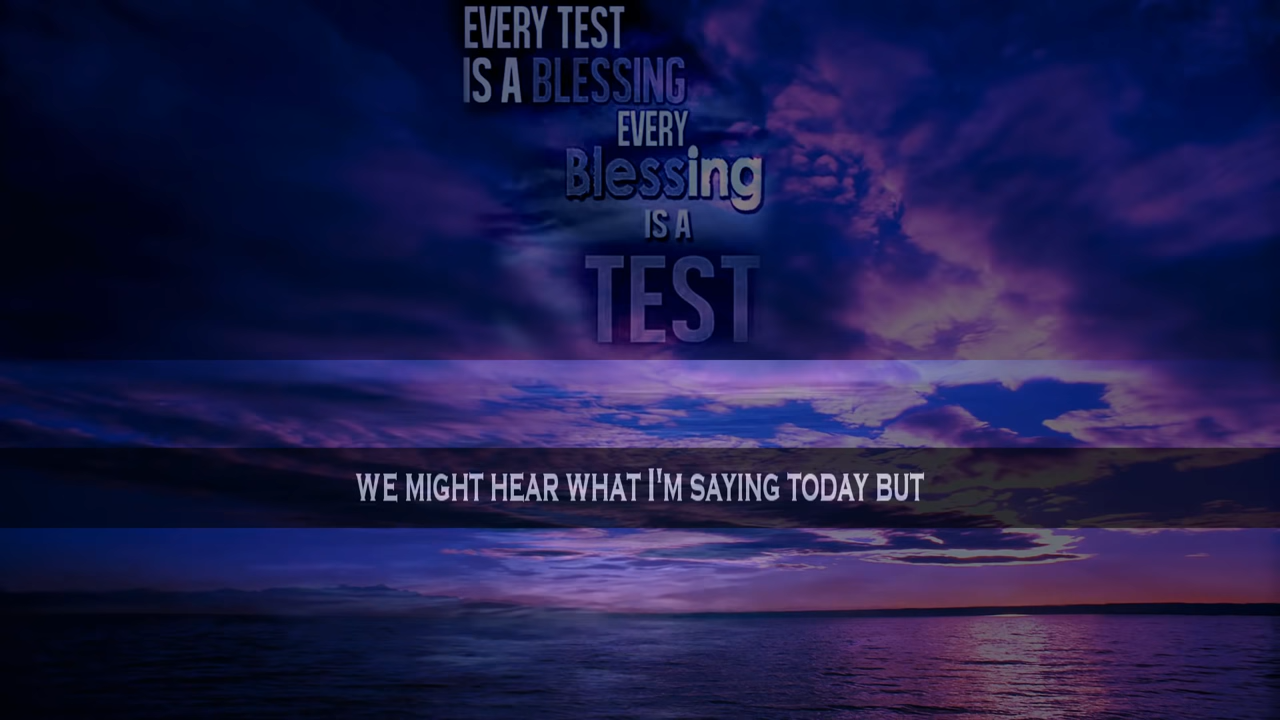 EVERY TEST
IS A BLESSING
EVERY
Blessing
IS A
TEST
WE MIGHT HEAR WHAT I'M SAYING TODAY BUT